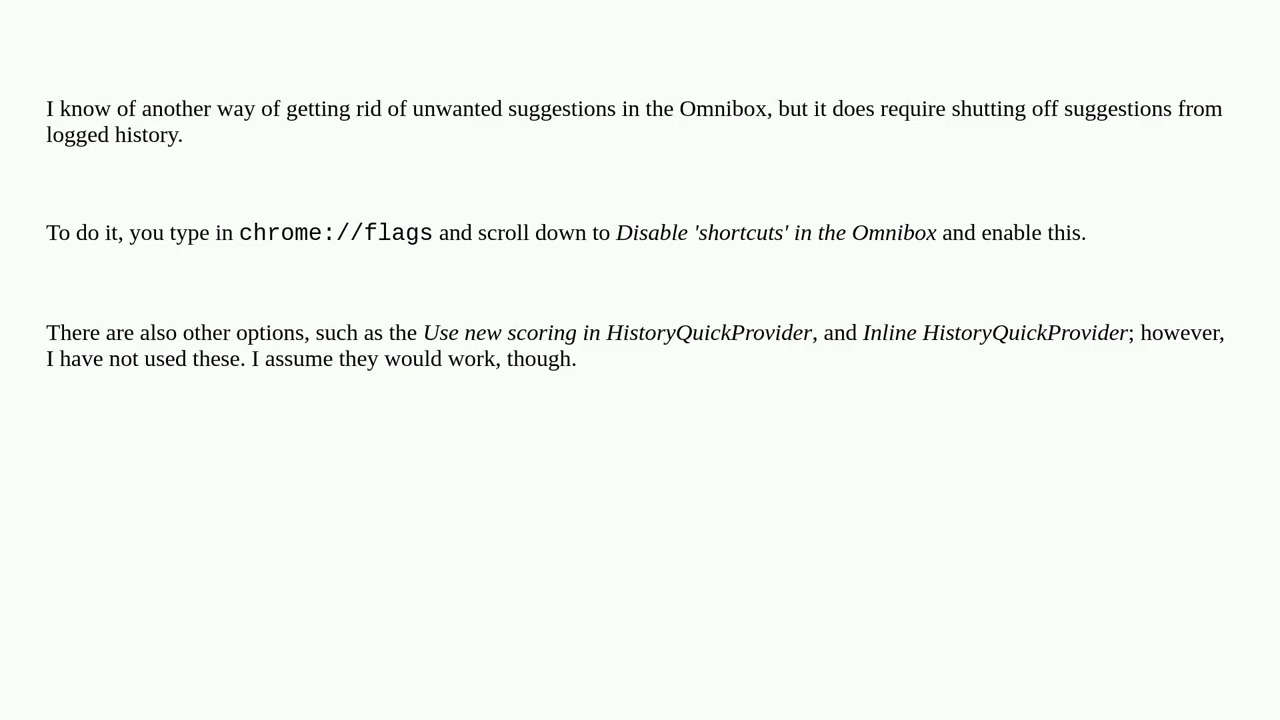 I know of another way of getting rid of unwanted suggestions in the Omnibox, but it does require shutting off suggestions from
logged history.
To do it, you type in chrome://flags and scroll down to Disable 'shortcuts' in the Omnibox and enable this.
There are also other options, such as the Use new scoring in HistoryQuickProvider, and Inline HistoryQuickProvider; however,
I have not used these. I assume they would work, though.